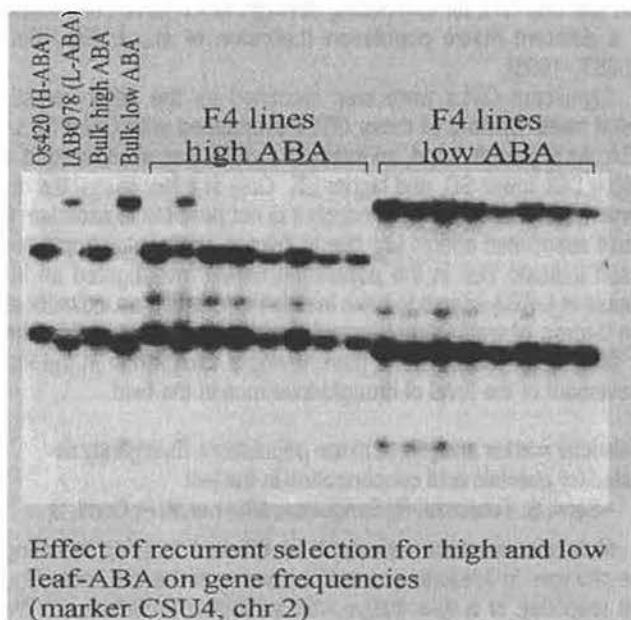 Os420 (H-ABA)
IABO78 (L-ABA)
Bulk high ABA
Bulk low ABA
F4 lines
high ABA
F4 lines
low ABA
Effect of recurrent selection for high and low
leaf-ABA on gene frequencies
(marker CSU4, chr 2)